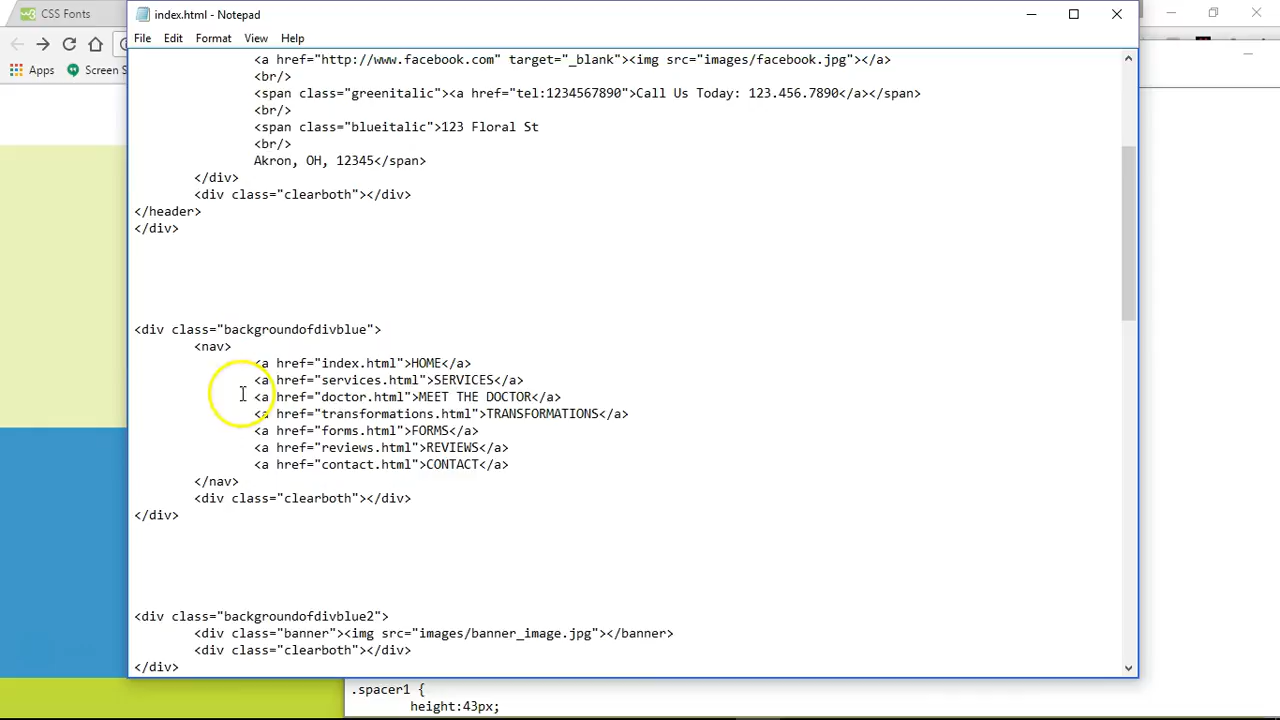 CSS Fonts
index.html - Notepad
File Edit Format View Help
Apps Screen S
<a href="http://www.facebook.com" target="_blank"><img src="images/facebook.jpg"></a>
<br/>
<span class="greenitalic"><a href="tel:1234567890">Call Us Today: 123.456.7890</a></span>
<br/>
<span class="blueitalic">123 Floral St
<br/>
Akron, OH, 12345</span>
</div>
<div class="clearboth"></div>
</header>
</div>
<div class="backgroundofdivblue">
<nav>
<a href="index.html">HOME</a>
<a href="services.html">SERVICES</a>
<a href="doctor.html">MEET THE DOCTOR</a>
<a href="transformations.html">TRANSFORMATIONS</a>
<a href="forms.html">FORMS</a>
<a href="reviews.html">REVIEWS</a>
<a href="contact.html">CONTACT</a>
</nav>
<div class="clearboth"></div>
</div>
<div class="backgroundofdivblue2">
<div class="banner"><img src="images/banner_image.jpg"></banner>
<div class="clearboth"></div>
</div>
.spacer1 {
height:43px;